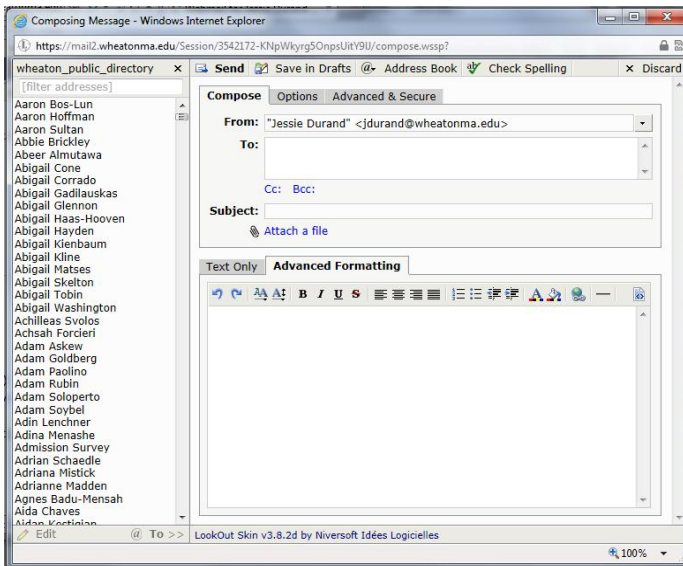 Composing Message - Windows Internet Explorer
https://mail2.wheatonma.edu/Session/3542172-KNpWkyrg5OnpsUitY9IJ/compose.wssp?
wheaton_public_directory x
Send Save in Drafts @ Address Book Check Spelling x Discard
[filter addresses]
Aaron Bos-Lun
Aaron Hoffman
Aaron Sultan
Abbie Brickley
Abeer Almutawa
Abigail Cone
Abigail Corrado
Abigail Gadilauskas
Abigail Glennon
Abigail Haas-Hooven
Abigail Hayden
Abigail Kienbaum
Abigail Kline
Abigail Matses
Abigail Skelton
Abigail Tobin
Abigail Washington
Achilleas Svolos
Achsah Forcieri
Adam Askew
Adam Goldberg
Adam Paolino
Adam Rubin
Adam Soloperto
Adam Soybel
Adin Lenchner
Adina Menashe
Admission Survey
Adrian Schaedle
Adriana Mistick
Adrianne Madden
Agnes Badu-Mensah
Aida Chaves
Aidan Kestigian
Edit @ To >>
Compose Options Advanced & Secure
From: "Jessie Durand" <jdurand@wheatonma.edu>
To:
Cc: Bcc:
Subject:
Attach a file
Text Only Advanced Formatting
B I U S
LookOut Skin v3.8.2d by Niversoft Idées Logicielles
100%